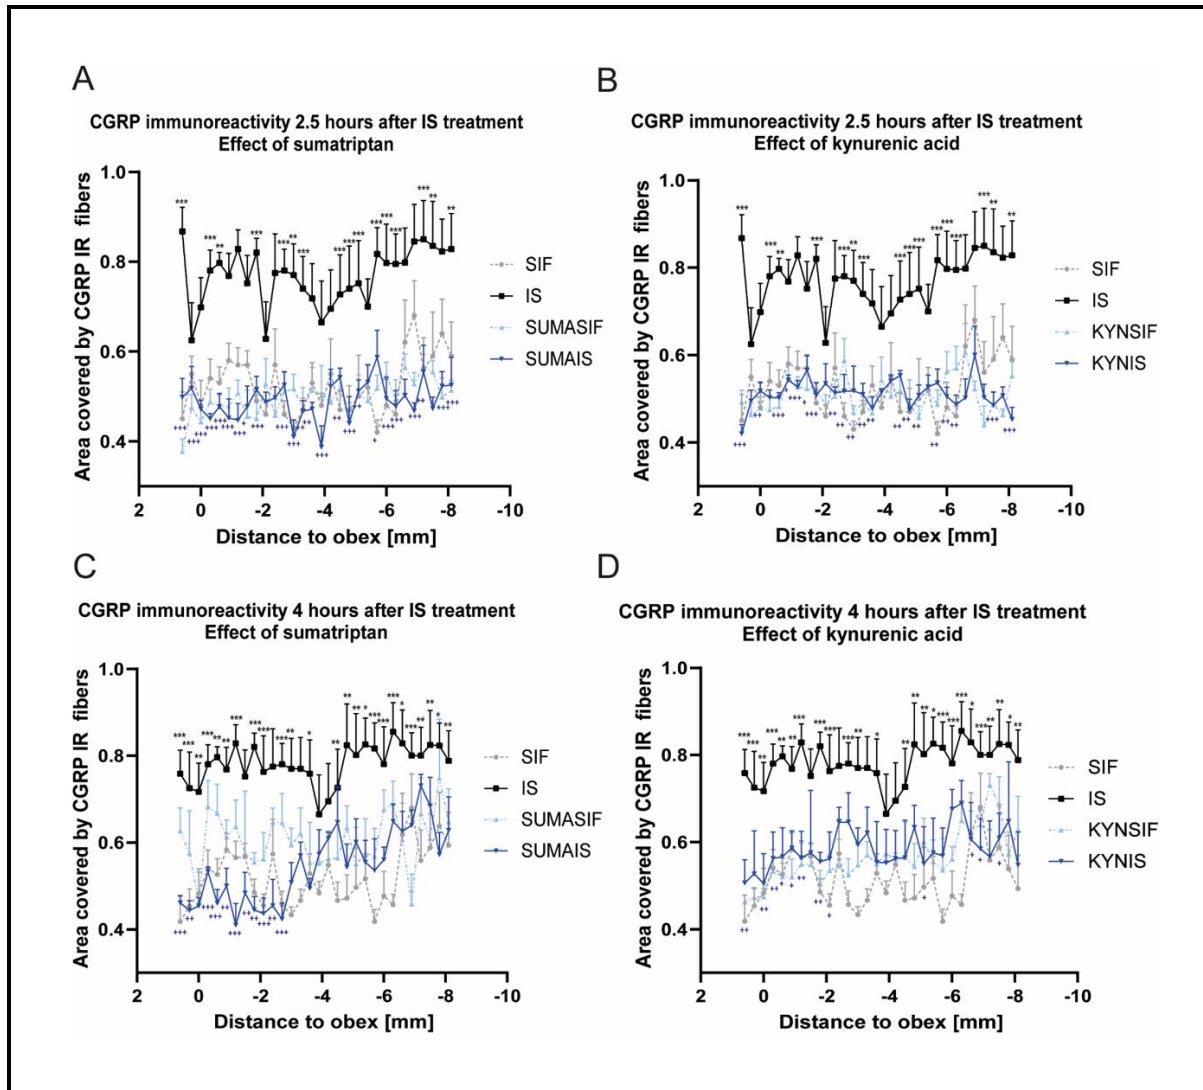 A
CGRP immunoreactivity 2.5 hours after IS treatment
Effect of sumatriptan
Area covered by CGRP IR fibers
1.0
0.8
0.6
0.4
2 0 -2 -4 -6 -8 -10
Distance to obex [mm]
SIF
IS
SUMASIF
SUMAIS
B
CGRP immunoreactivity 2.5 hours after IS treatment
Effect of kynurenic acid
Area covered by CGRP IR fibers
1.0
0.8
0.6
0.4
2 0 -2 -4 -6 -8 -10
Distance to obex [mm]
SIF
IS
KYNSIF
KYNIS
C
CGRP immunoreactivity 4 hours after IS treatment
Effect of sumatriptan
Area covered by CGRP IR fibers
1.0
0.8
0.6
0.4
2 0 -2 -4 -6 -8 -10
Distance to obex [mm]
SIF
IS
SUMASIF
SUMAIS
D
CGRP immunoreactivity 4 hours after IS treatment
Effect of kynurenic acid
Area covered by CGRP IR fibers
1.0
0.8
0.6
0.4
2 0 -2 -4 -6 -8 -10
Distance to obex [mm]
SIF
IS
KYNSIF
KYNIS